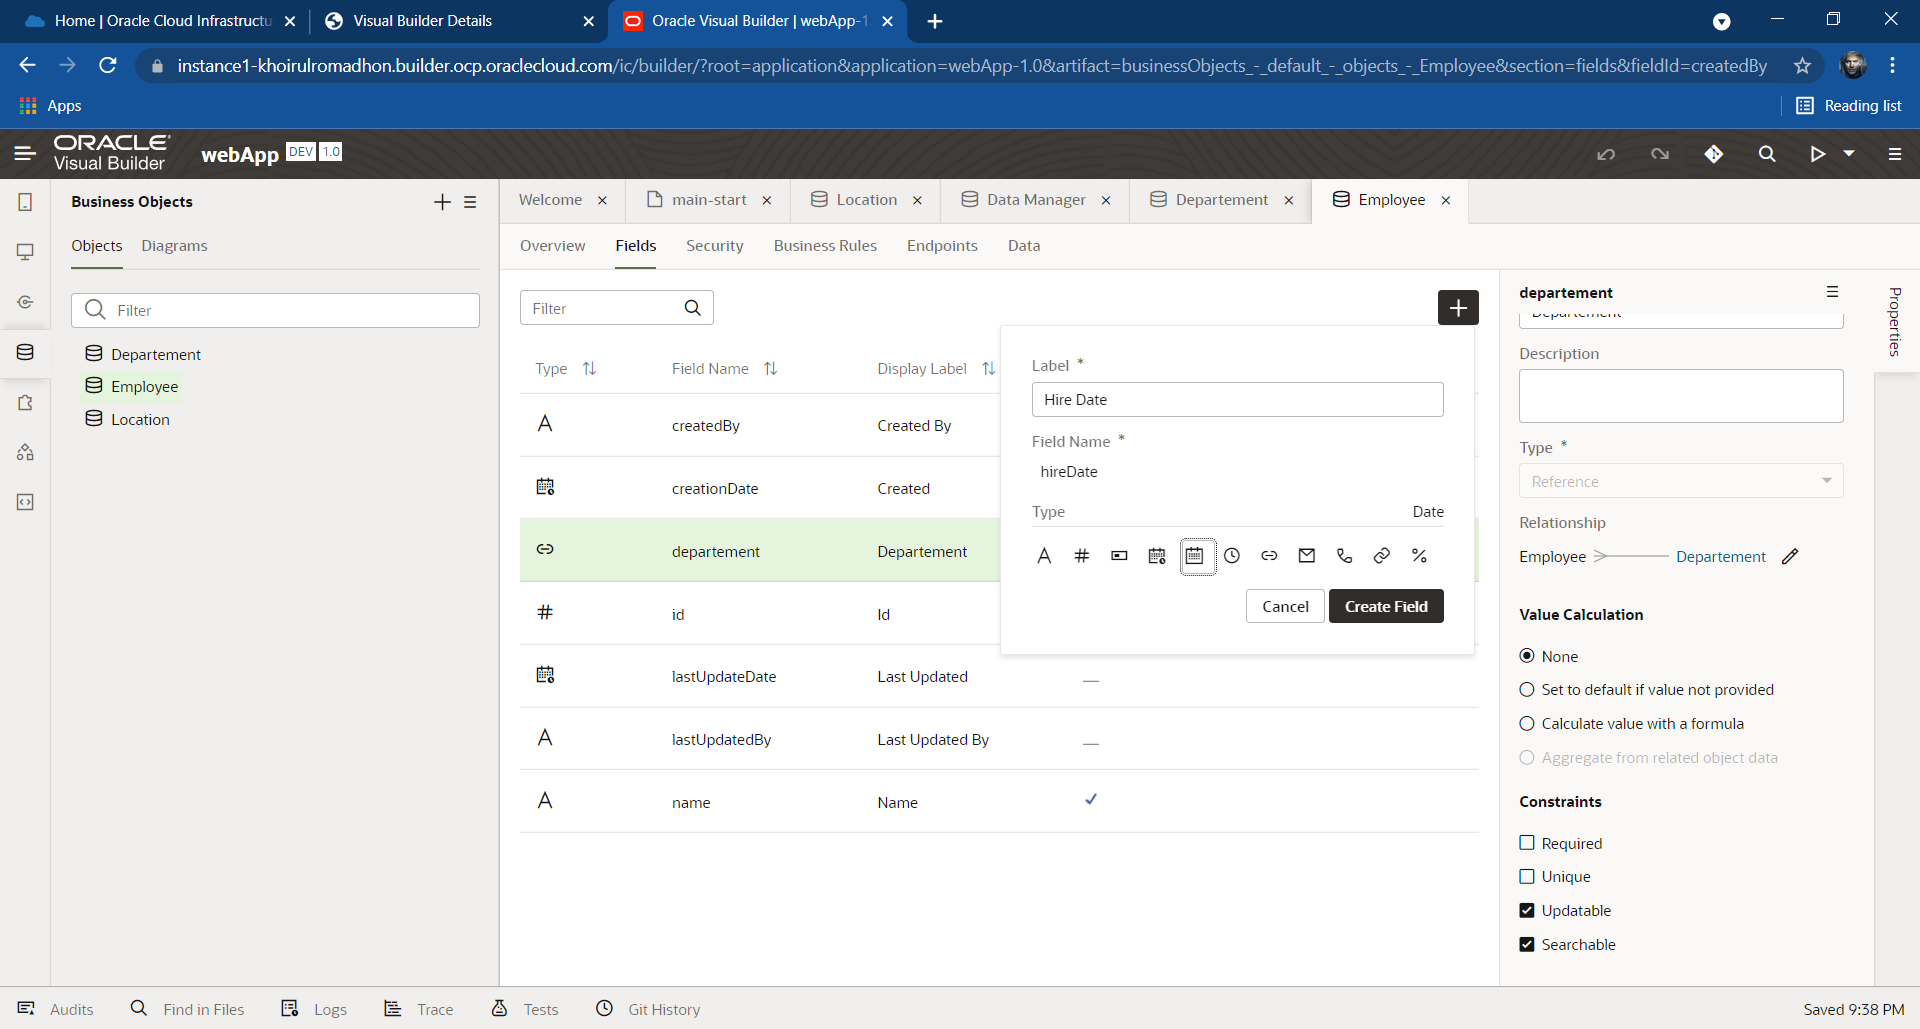 Home | Oracle Cloud Infrastructu
Visual Builder Details
Oracle Visual Builder | webApp-1.
instance1-khoirulromadhon.builder.ocp.oraclecloud.com/ic/builder/?root=application&application=webApp-1.0&artifact=businessObjects_-_default_-_objects_-_Employee&section=fields&fieldId=createdBy
Apps
Reading list
ORACLE
Visual Builder
webApp DEV 1.0
Business Objects
Objects Diagrams
Filter
Departement
Employee
Location
Welcome
main-start
Location
Data Manager
Departement
Employee
Overview Fields Security Business Rules Endpoints Data
Filter
Type Field Name Display Label
A createdBy Created By
creationDate Created
departement Departement
# id Id
lastUpdateDate Last Updated
A lastUpdatedBy Last Updated By
A name Name
Label *
Hire Date
Field Name *
hireDate
Type Date
A # %
Cancel Create Field
departement
Departement
Description
Type *
Reference
Relationship
Employee Departement
Value Calculation
None
Set to default if value not provided
Calculate value with a formula
Aggregate from related object data
Constraints
Required
Unique
Updatable
Searchable
Properties
Audits Find in Files Logs Trace Tests Git History
Saved 9:38 PM